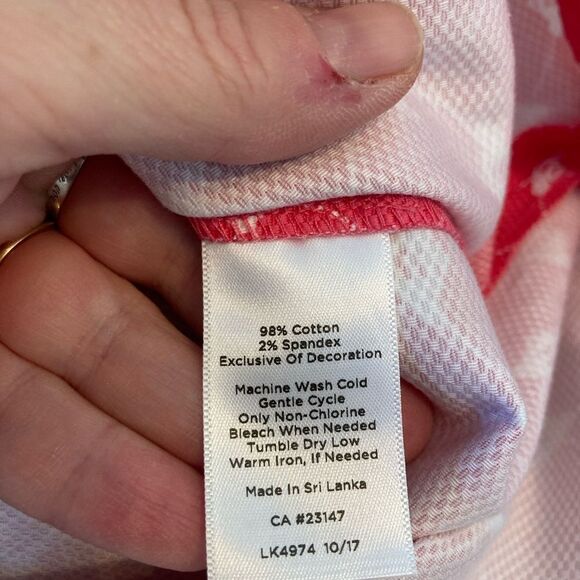 98% Cotton
2% Spandex
Exclusive Of Decoration
Machine Wash Cold
Gentle Cycle
Only Non-Chlorine
Bleach When Needed
Tumble Dry Low
Warm Iron, If Needed
Made In Sri Lanka
CA #23147
LK4974 10/17